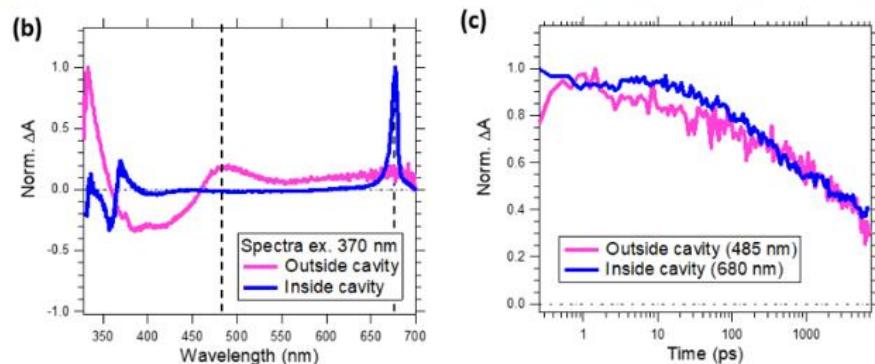 (b)
1.0
0.5
0.0
-0.5
-1.0
Norm. ΔA
Spectra ex. 370 nm
Outside cavity
Inside cavity
350 400 450 500 550 600 650 700
Wavelength (nm)
(c)
1.0
0.8
0.6
0.4
0.2
0.0
Norm. ΔA
Outside cavity (485 nm)
Inside cavity (680 nm)
1 10 100 1000
Time (ps)